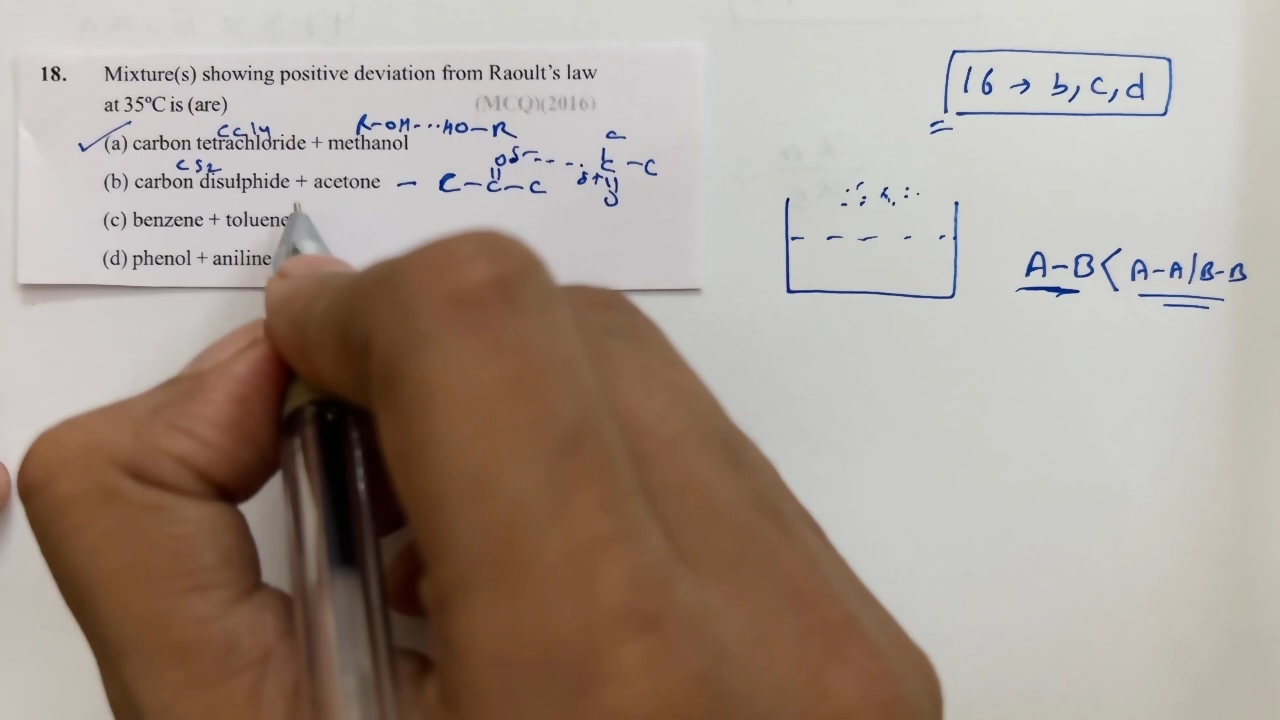 18. Mixture(s) showing positive deviation from Raoult's law
at 35ºC is (are) (MCQ)(2016)
CCl4 R-OH---HO-R
(a) carbon tetrachloride + methanol
CS2
(b) carbon disulphide + acetone
C-C-C
O δ- ---- C -C
δ+
(c) benzene + toluene
(d) phenol + aniline
16 → b, c, d
A-B < A-A/B-B